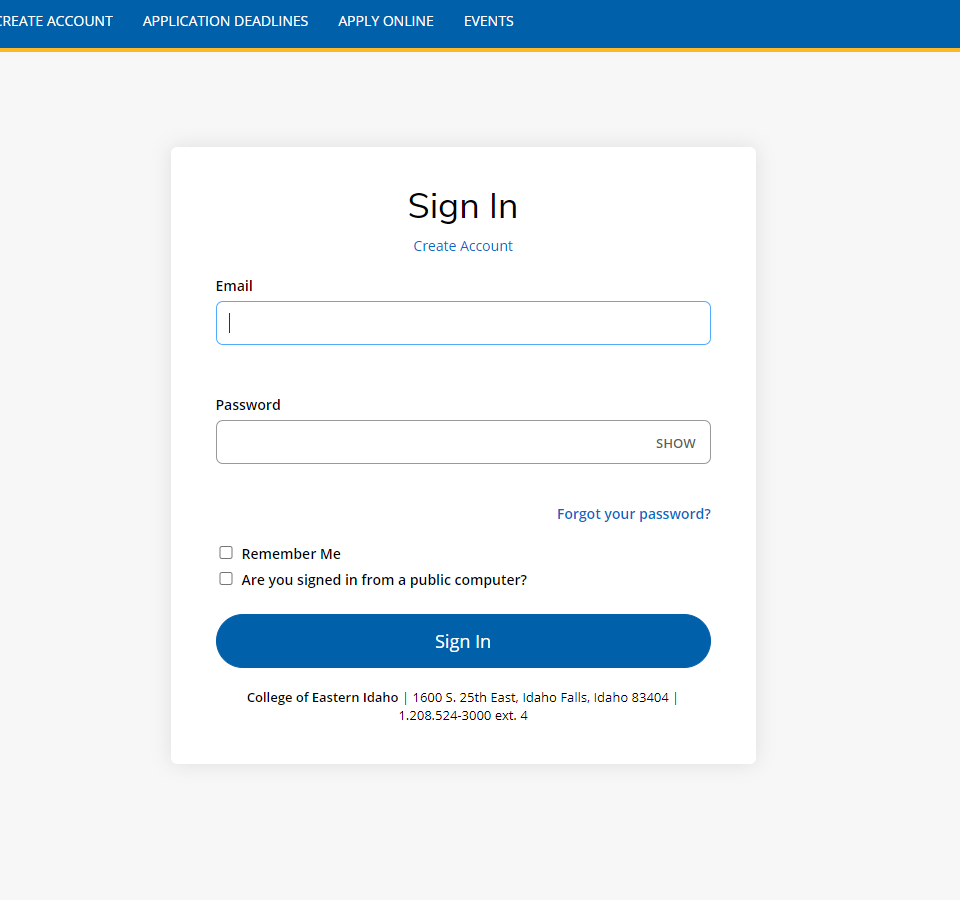 CREATE ACCOUNT APPLICATION DEADLINES APPLY ONLINE EVENTS
Sign In
Create Account
Email
Password
SHOW
Forgot your password?
Remember Me
Are you signed in from a public computer?
Sign In
College of Eastern Idaho | 1600 S. 25th East, Idaho Falls, Idaho 83404 |
1.208.524-3000 ext. 4